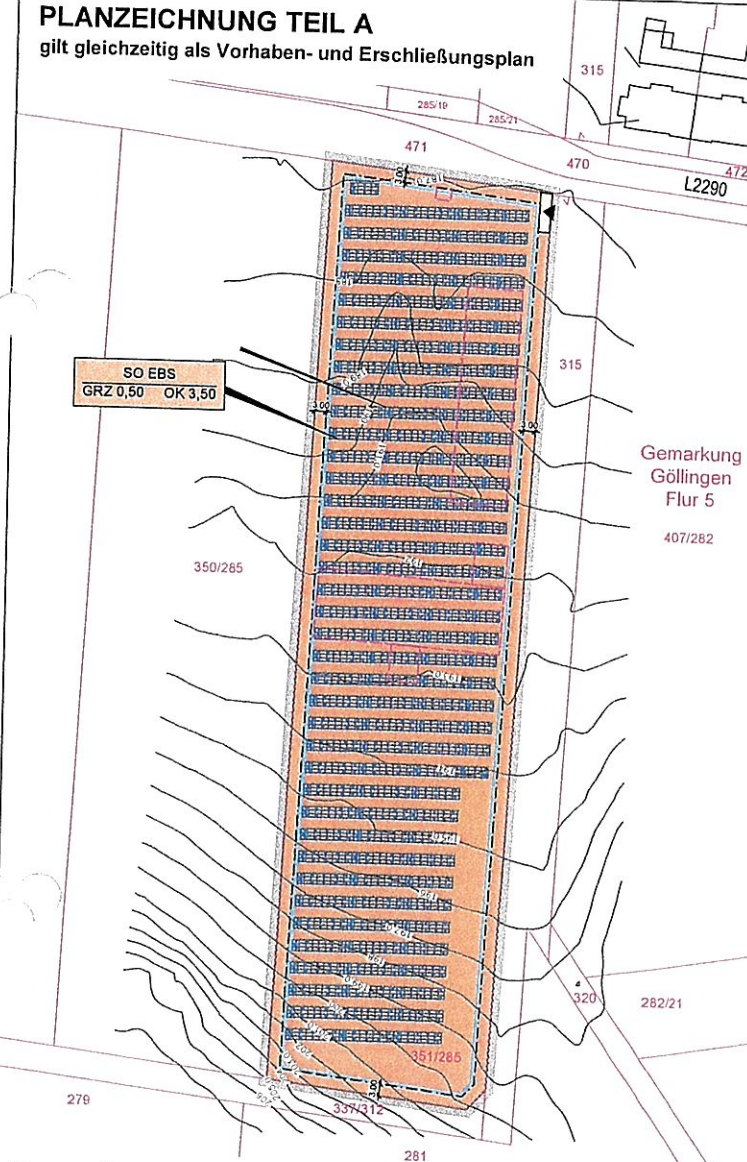 PLANZEICHNUNG TEIL A
gilt gleichzeitig als Vorhaben- und Erschließungsplan
315
285/19
285/21
471
470
472
L2290
3.00
SO EBS
GRZ 0,50 OK 3,50
315
3.00
3.00
Gemarkung
Göllingen
Flur 5
407/282
350/285
320
282/21
351/285
3.00
279
337/312
281